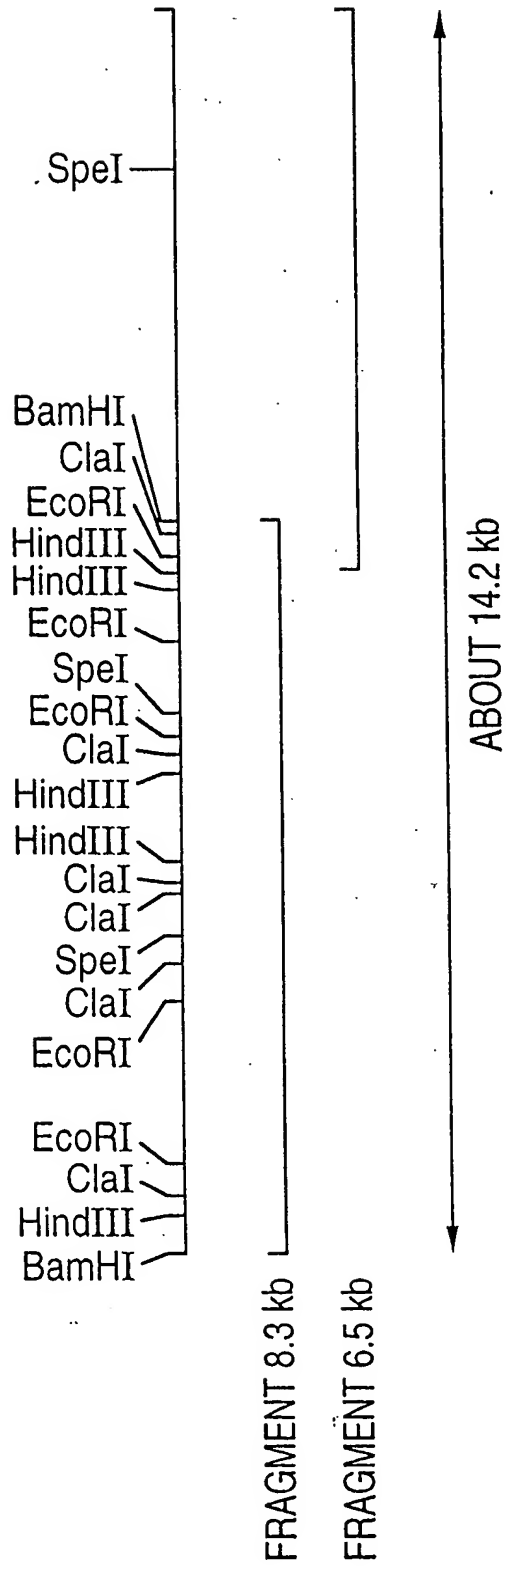 SpeI
BamHI
ClaI
EcoRI
HindIII
HindIII
EcoRI
SpeI
EcoRI
ClaI
HindIII
HindIII
ClaI
ClaI
SpeI
ClaI
EcoRI
EcoRI
ClaI
HindIII
BamHI
FRAGMENT 8.3 kb
FRAGMENT 6.5 kb
ABOUT 14.2 kb